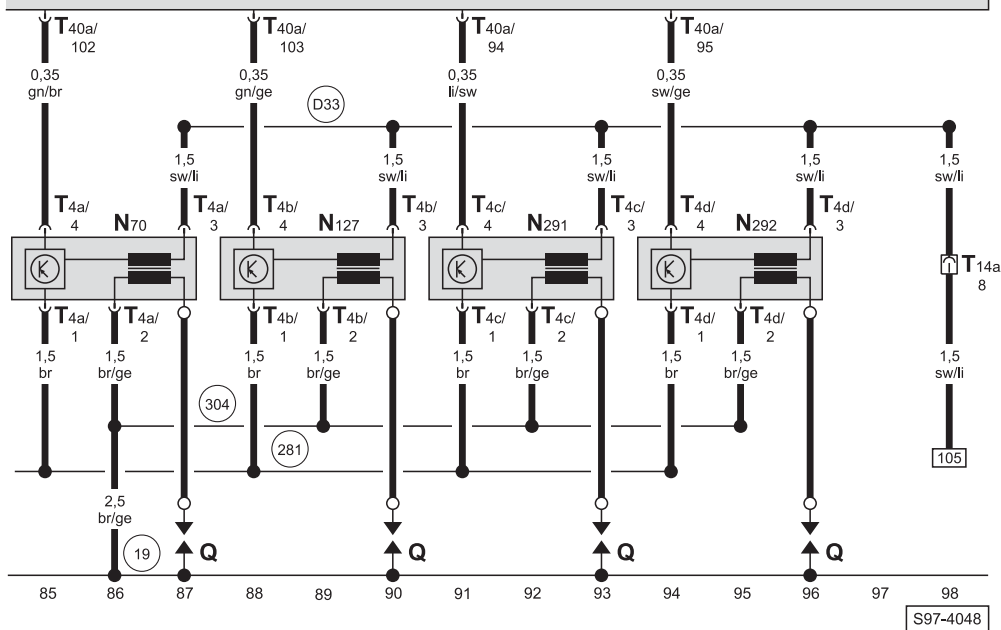 T40a/ T40a/ T40a/ T40a/
102 103 94 95
0,35 0,35 0,35 0,35
gn/br gn/ge li/sw sw/ge
D33
1,5 1,5 1,5 1,5 1,5
sw/li sw/li sw/li sw/li sw/li
T4a/ N70 T4a/ T4b/ N127 T4b/ T4c/ N291 T4c/ T4d/ N292 T4d/
4 3 4 3 4 3 4 3
T14a
8
T4a/ T4a/ T4b/ T4b/ T4c/ T4c/ T4d/ T4d/
1 2 1 2 1 2 1 2
1,5 1,5 1,5 1,5 1,5 1,5 1,5 1,5 1,5
br br/ge br br/ge br br/ge br br/ge sw/li
304
281
105
2,5
br/ge
19 Q Q Q Q
85 86 87 88 89 90 91 92 93 94 95 96 97 98
S97-4048